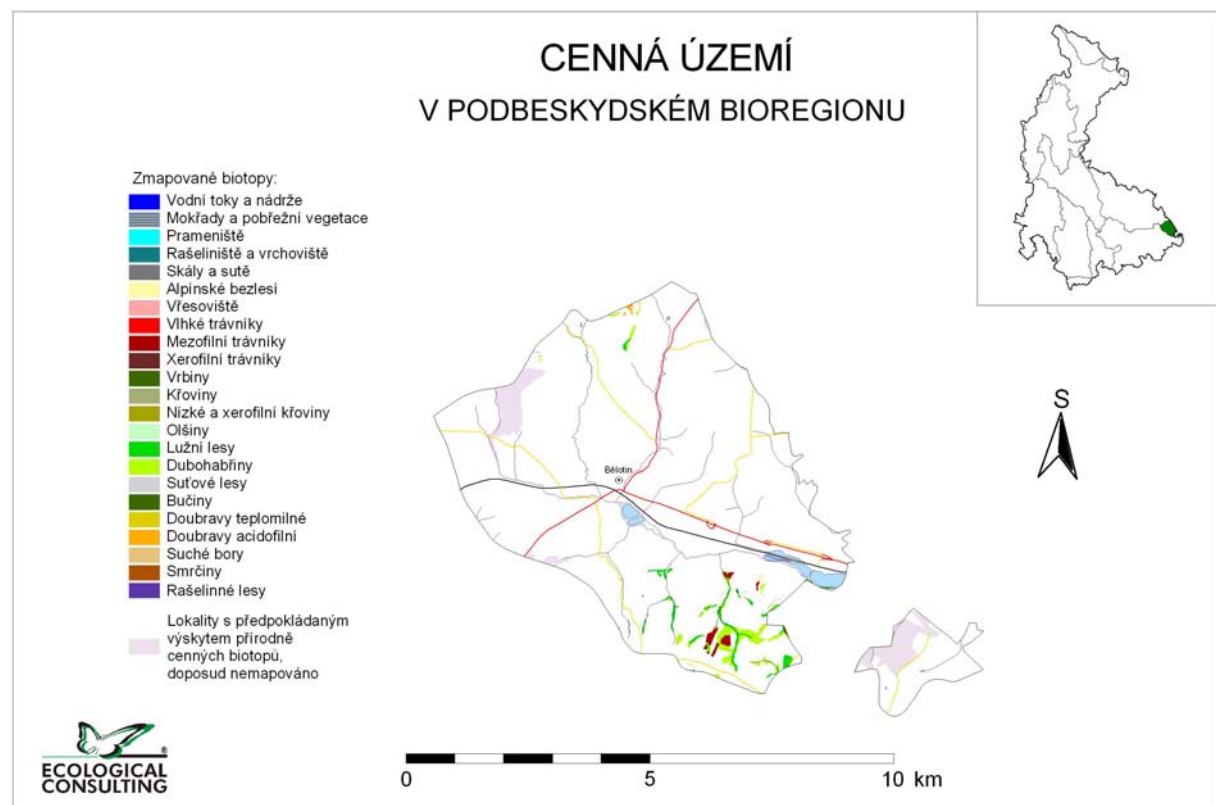 CENNÁ ÚZEMÍ
V PODBESKYDSKÉM BIOREGIONU
Zmapované biotopy:
Vodní toky a nádrže
Mokřady a pobřežní vegetace
Prameniště
Rašeliniště a vrchoviště
Skály a sutě
Alpinské bezlesí
Vřesoviště
Vlhké trávníky
Mezofilní trávníky
Xerofilní trávníky
Vrbiny
Křoviny
Nízké a xerofilní křoviny
Olšiny
Lužní lesy
Dubohabřiny
Suťové lesy
Bučiny
Doubravy teplomilné
Doubravy acidofilní
Suché bory
Smrčiny
Rašelinné lesy
Lokality s předpokládaným
výskytem přírodně
cenných biotopů,
doposud nemapováno
Bělotín
S
0 5 10 km
®
ECOLOGICAL
CONSULTING